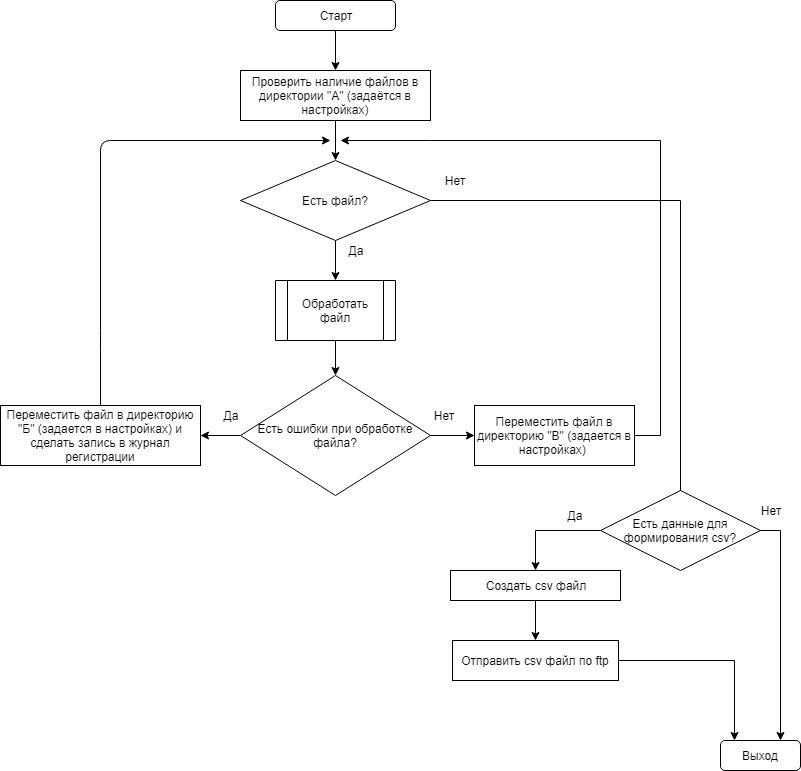 Старт
Проверить наличие файлов в
директории "А" (задаётся в
настройках)
Есть файл?
Нет
Да
Обработать
файл
Есть ошибки при обработке
файла?
Да
Нет
Переместить файл в директорию
"Б" (задается в настройках) и
сделать запись в журнал
регистрации
Переместить файл в
директорию "В" (задается в
настройках)
Есть данные для
формирования csv?
Да
Нет
Создать csv файл
Отправить csv файл по ftp
Выход